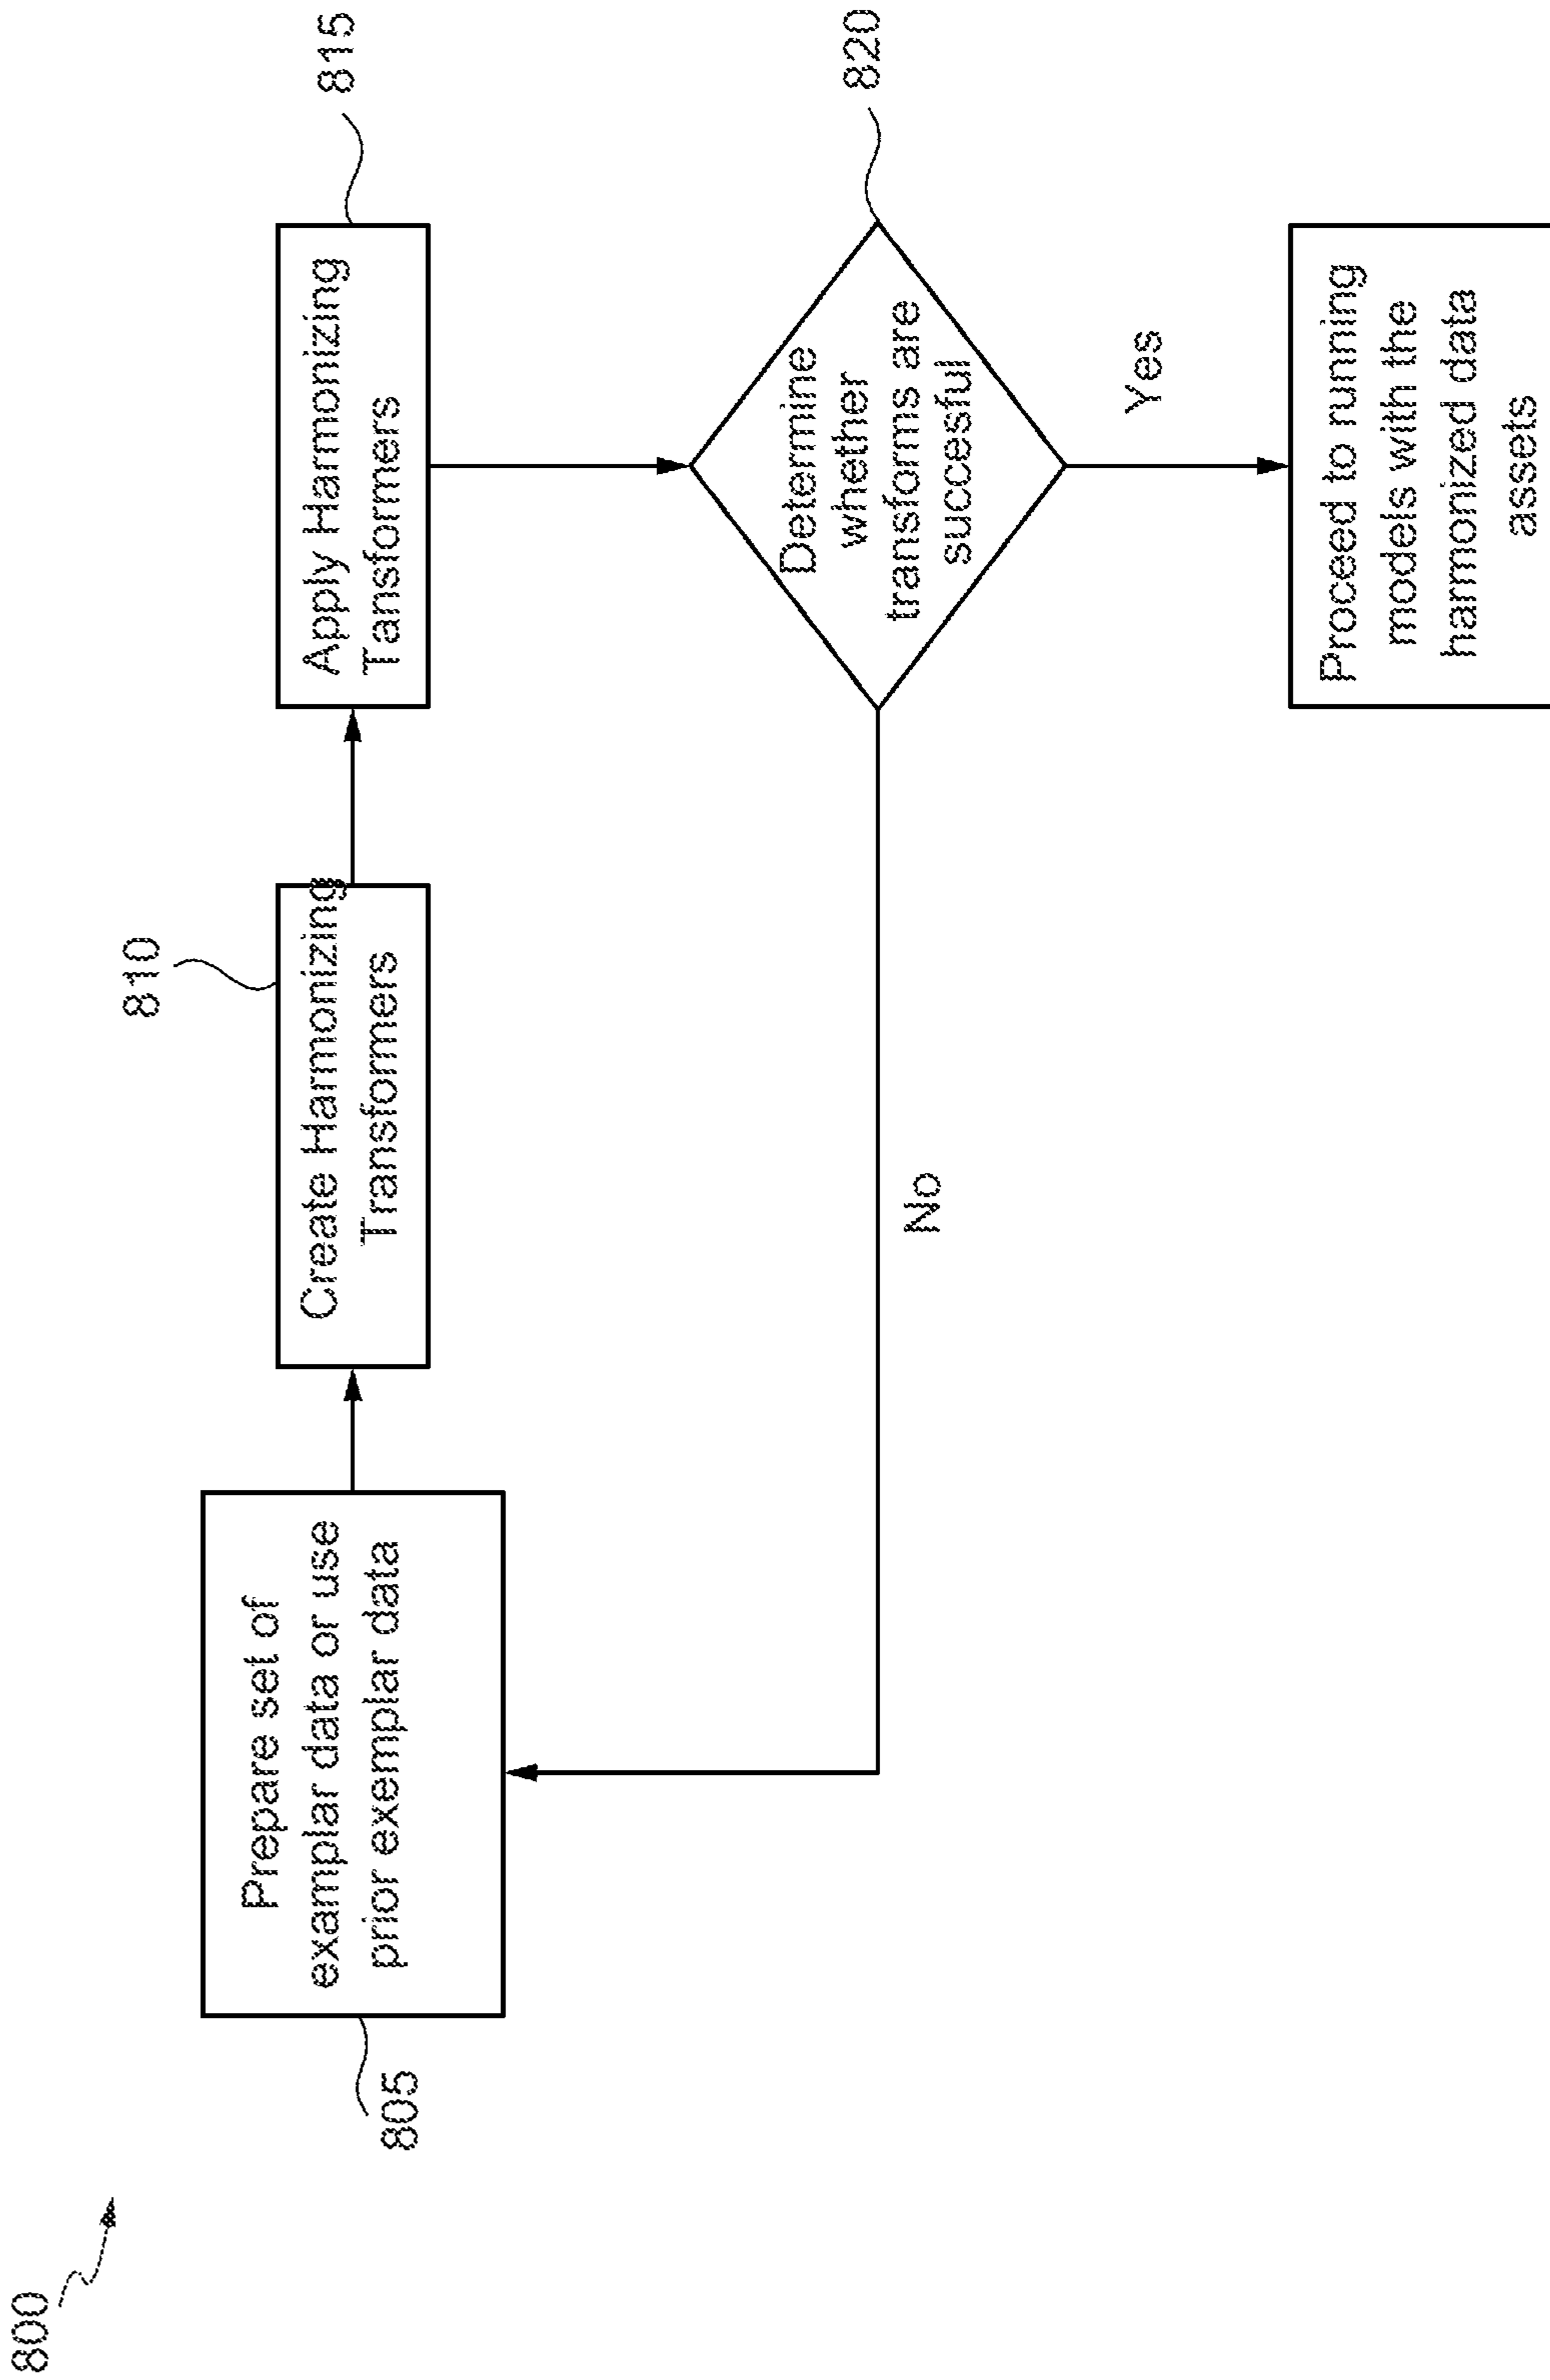 800
805
Prepare set of
examplar data or use
prior exemplar data
810
Create Harmonizing
Transformers
815
Apply Harmonizing
Tansformers
820
Determine
whether
transforms are
succesful
No
Yes
Proceed to running
models with the
harmonized data
assets